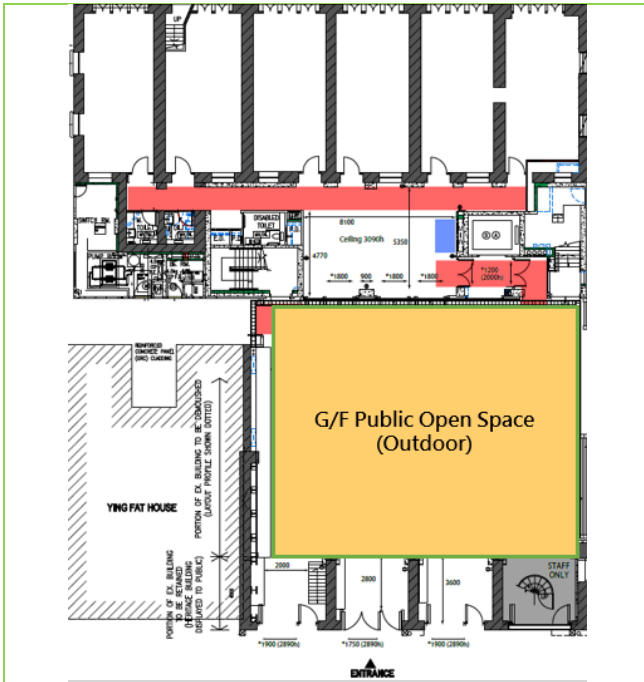 UP
SWITCH RM.
TOILET
DISABLED
TOILET
E.D.
P.D.
F.D.
PUMP
8100
Ceiling 3090h
5350
4770
*1800
900
*1800
*1800
*1200
(2000h)
REINFORCED
CONCRETE PANEL
(GRC) CLADDING
G/F Public Open Space
(Outdoor)
PORTION OF EX. BUILDING TO BE DEMOLISHED
(LAYOUT PROFILE SHOWN DOTTED)
YING FAT HOUSE
PORTION OF EX. BUILDING
TO BE RETAINED
(HERITAGE BUILDING
DISPLAYED TO PUBLIC)
2000
2800
3600
STAFF
ONLY
*1900 (2890h)
*1750 (2890h)
*1900 (2890h)
ENTRANCE